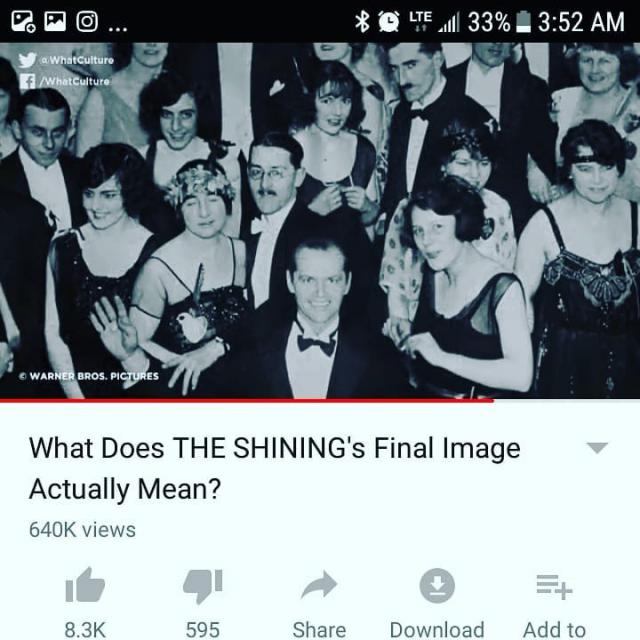 ... LTE 33% 3:52 AM
@WhatCulture
/WhatCulture
© WARNER BROS. PICTURES
What Does THE SHINING's Final Image
Actually Mean?
640K views
8.3K 595 Share Download Add to